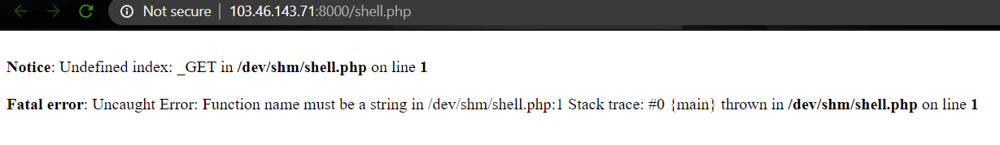 Not secure | 103.46.143.71:8000/shell.php
Notice: Undefined index: _GET in /dev/shm/shell.php on line 1
Fatal error: Uncaught Error: Function name must be a string in /dev/shm/shell.php:1 Stack trace: #0 {main} thrown in /dev/shm/shell.php on line 1